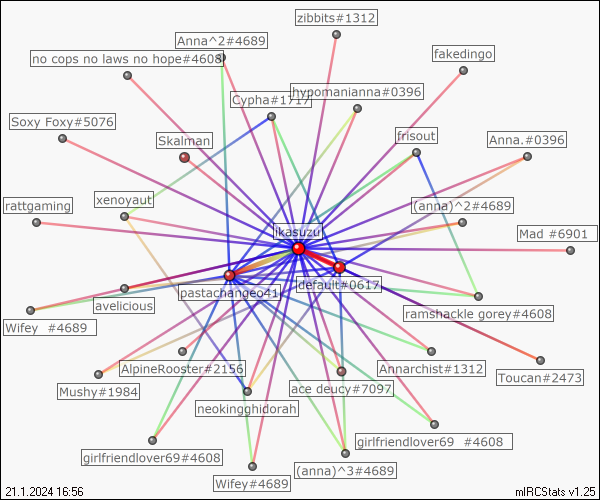 zibbits#1312
Anna^2#4689
fakedingo
no cops no laws no hope#4608
hypomanianna#0396
Cypha#1717
Soxy Foxy#5076
frisout
Skalman
Anna.#0396
xenoyaut
rattgaming
(anna)^2#4689
ikasuzu
Mad #6901
default#0617
pastachangeo41
avelicious
ramshackle gorey#4608
Wifey #4689
AlpineRooster#2156
Annarchist#1312
Toucan#2473
Mushy#1984
ace deucy#7097
neokingghidorah
girlfriendlover69 #4608
girlfriendlover69#4608
(anna)^3#4689
Wifey#4689
21.1.2024 16:56
mIRCStats v1.25